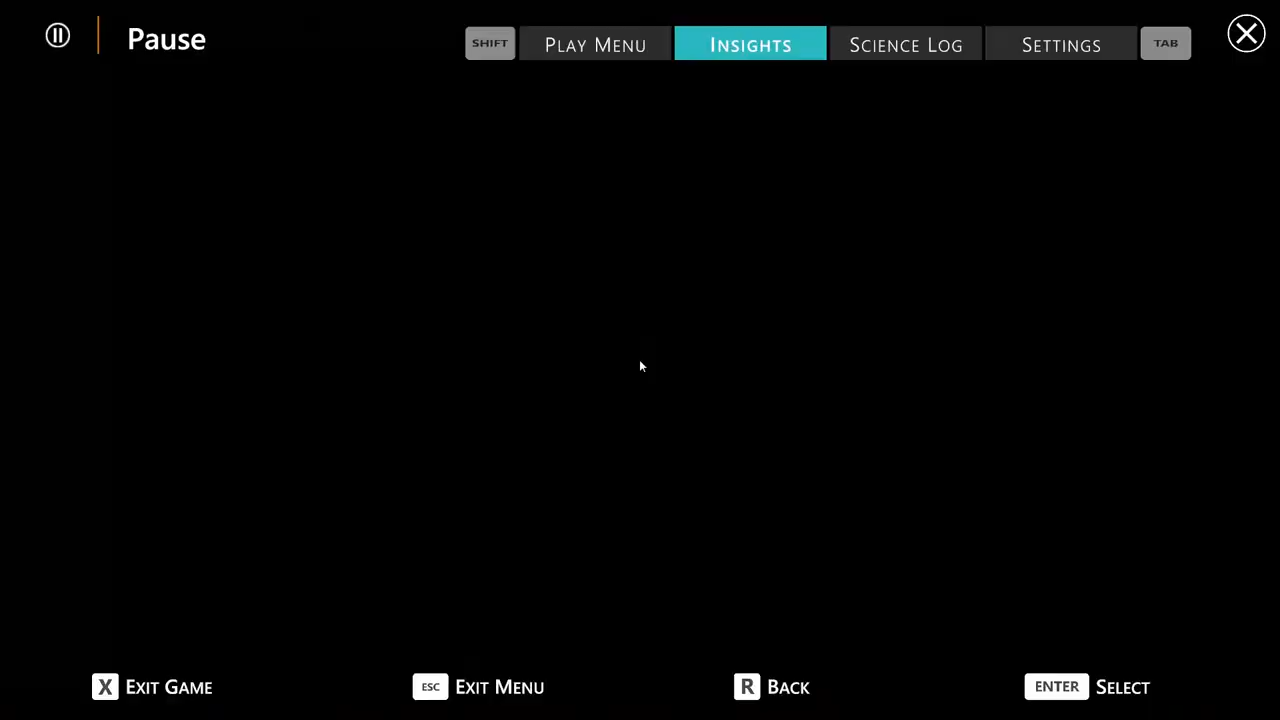 Pause
SHIFT PLAY MENU INSIGHTS SCIENCE LOG SETTINGS TAB
X EXIT GAME ESC EXIT MENU R BACK ENTER SELECT